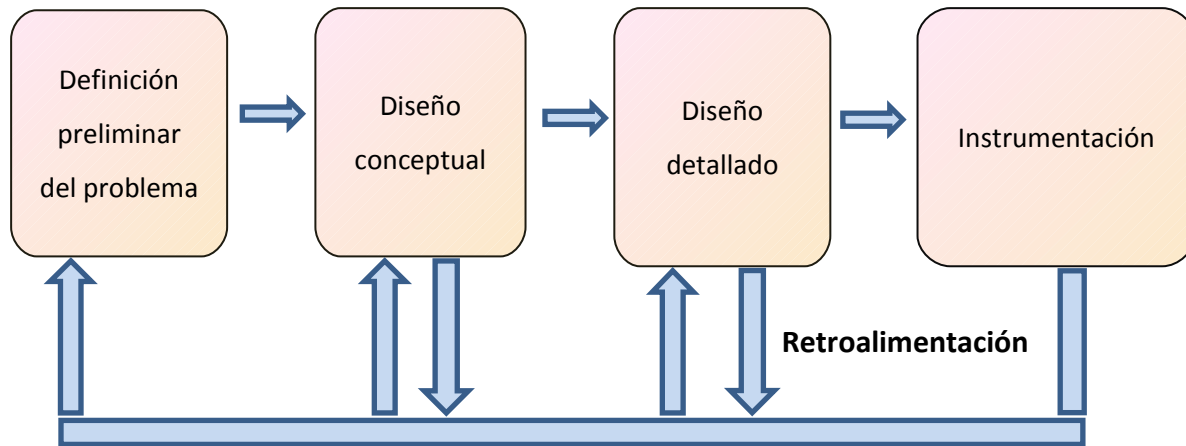 Definición
preliminar
del problema
Diseño
conceptual
Diseño
detallado
Instrumentación
Retroalimentación